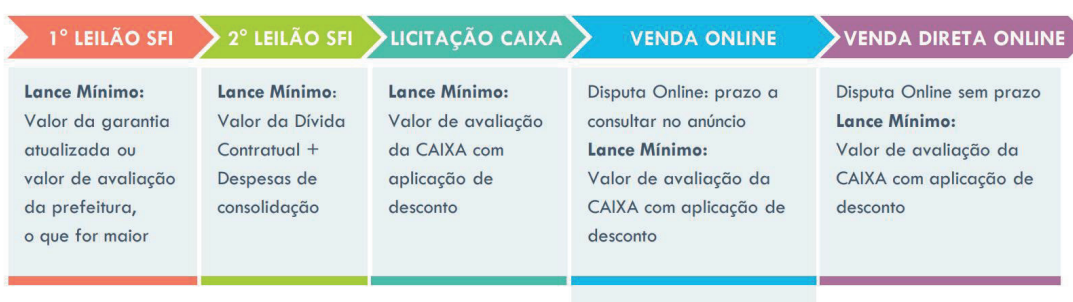 1º LEILÃO SFI
2º LEILÃO SFI
LICITAÇÃO CAIXA
VENDA ONLINE
VENDA DIRETA ONLINE
Lance Mínimo:
Valor da garantia
atualizada ou
valor de avaliação
da prefeitura,
o que for maior
Lance Mínimo:
Valor da Dívida
Contratual +
Despesas de
consolidação
Lance Mínimo:
Valor de avaliação
da CAIXA com
aplicação de
desconto
Disputa Online: prazo a
consultar no anúncio
Lance Mínimo:
Valor de avaliação da
CAIXA com aplicação de
desconto
Disputa Online sem prazo
Lance Mínimo:
Valor de avaliação da
CAIXA com aplicação de
desconto